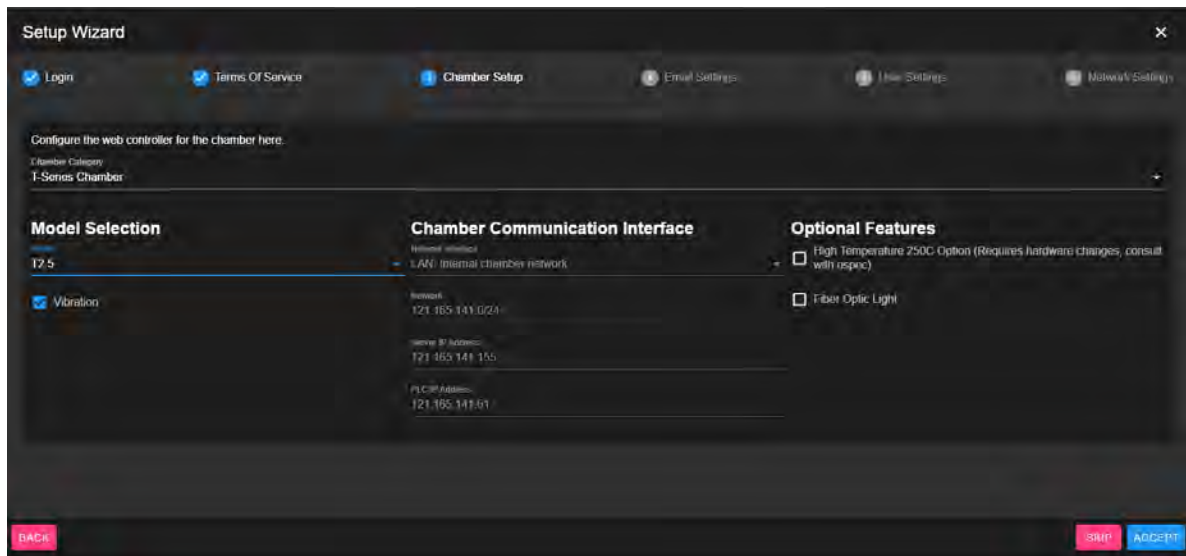 Setup Wizard
Login
Terms Of Service
Chamber Setup
Email Settings
User Settings
Network Settings
Configure the web controller for the chamber here.
Chamber Category
T-Series Chamber
Model Selection
T2.5
Vibration
Chamber Communication Interface
Network Interface
LAN: Internal chamber network
Network
121.165.141.0/24
Server IP Address
121.165.141.155
PLC IP Address
121.165.141.61
Optional Features
High Temperature 250C Option (Requires hardware changes, consult
with espec)
Fiber Optic Light
BACK
SKIP
ACCEPT